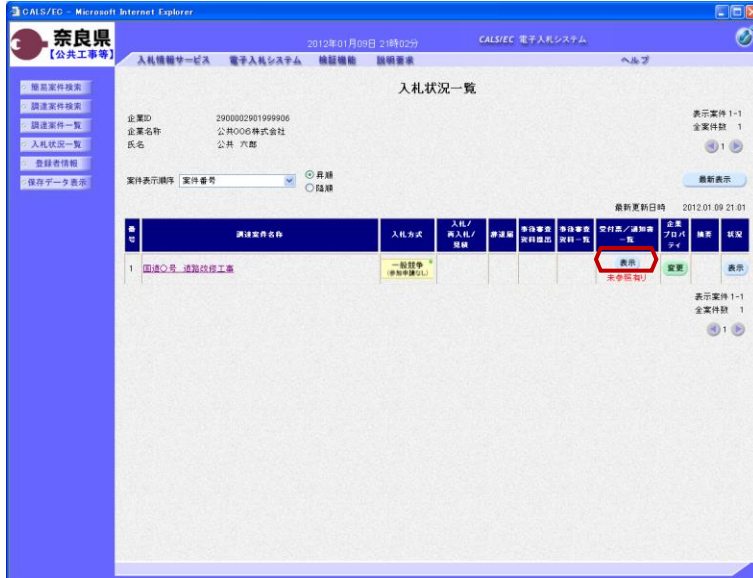 CALS/EC - Microsoft Internet Explorer
奈良県
【公共工事等】
2012年01月09日 21時02分
CALS/EC 電子入札システム
入札情報サービス 電子入札システム 検証機能 説明要求 ヘルプ
簡易案件検索
調達案件検索
調達案件一覧
入札状況一覧
登録者情報
保存データ表示
入札状況一覧
企業ID 2900002901999906
企業名称 公共006株式会社
氏名 公共 六郎
表示案件 1-1
全案件数 1
1
案件表示順序 案件番号
昇順
降順
最新表示
最新更新日時 2012.01.09 21:01
番号 調達案件名称 入札方式 入札/再入札/見積 辞退届 事後審査資料提出 事後審査資料一覧 受付票/通知書一覧 企業プロパティ 摘要 状況
1 国道○号 道路改修工事 一般競争(参加申請なし) 表示 未参照有り 変更 表示
表示案件 1-1
全案件数 1
1